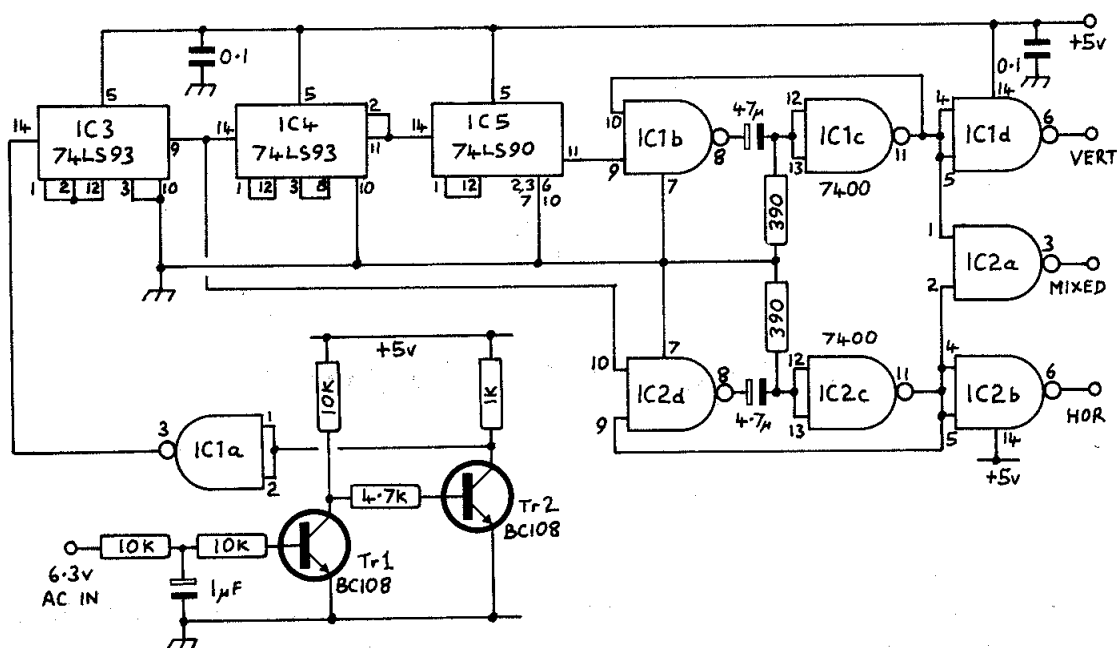 +5v
0.1
0.1
5
5
5
14
14
IC3
74LS93
9
1 2 12 3 10
14
IC4
74LS93
2
11
1 12 3 8 10
14
IC5
74LS90
11
1 12 2,3 6
7 10
10
IC1b
9
8
7
47µ
12
IC1c
13
11
7400
4
IC1d
5
6
VERT
390
1
IC2a
2
3
MIXED
390
7400
+5v
10K
1K
10
IC2d
9
7
8
4.7µ
12
IC2c
13
11
4
IC2b
5
14
6
HOR
+5v
3
IC1a
1
2
4.7K
Tr2
BC108
10K
10K
6.3v
AC IN
1µF
Tr1
BC108